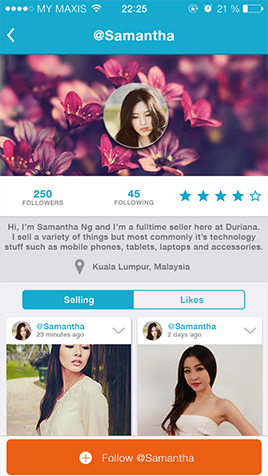 MY MAXIS 22:25 21 %
@Samantha
250 45
FOLLOWERS FOLLOWING
Hi, I'm Samantha Ng and I'm a fulltime seller here at Duriana.
I sell a variety of things but most commonly it's technology
stuff such as mobile phones, tablets, laptops and accessories.
Kuala Lumpur, Malaysia
Selling Likes
@Samantha @Samantha
23 minutes ago 2 days ago
Follow @Samantha